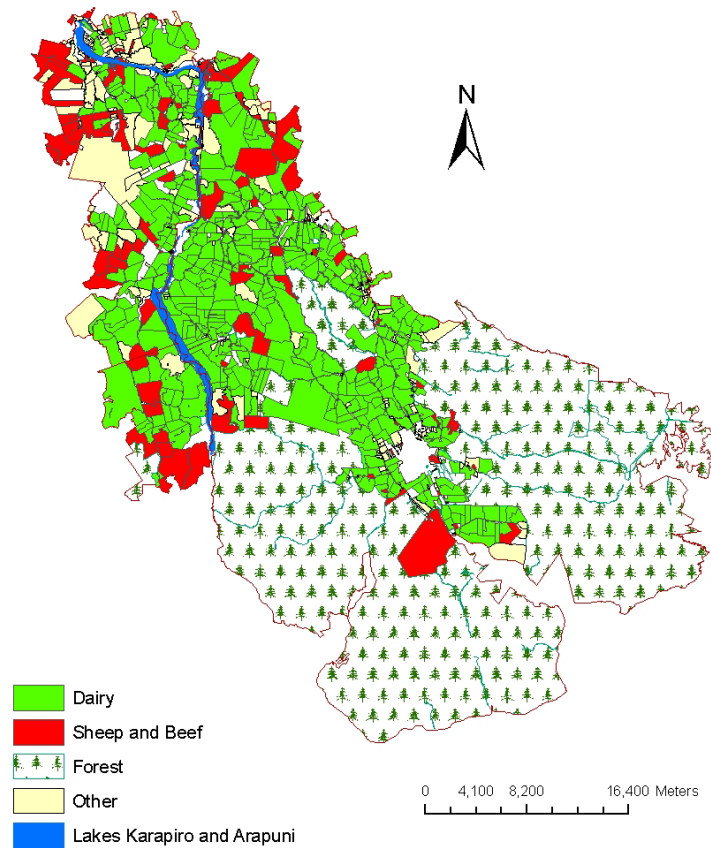 N
Dairy
Sheep and Beef
Forest
Other
Lakes Karapiro and Arapuni
0 4,100 8,200 16,400 Meters